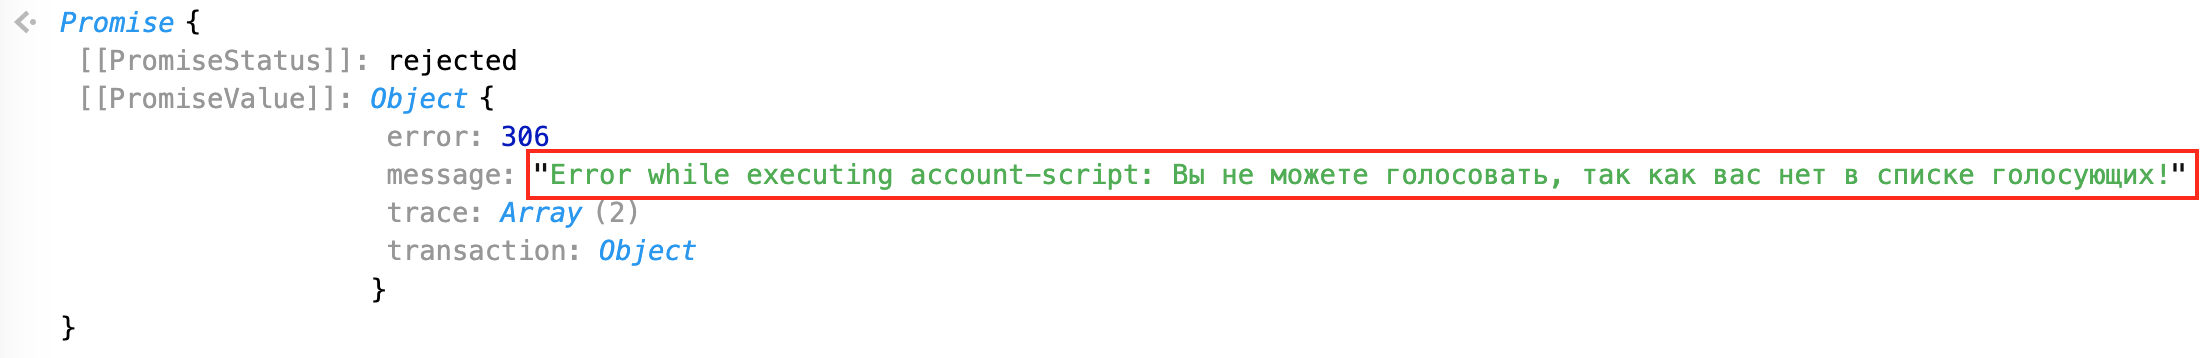 Promise {
[[PromiseStatus]]: rejected
[[PromiseValue]]: Object {
error: 306
message: "Error while executing account-script: Вы не можете голосовать, так как вас нет в списке голосующих!"
trace: Array (2)
transaction: Object
}
}